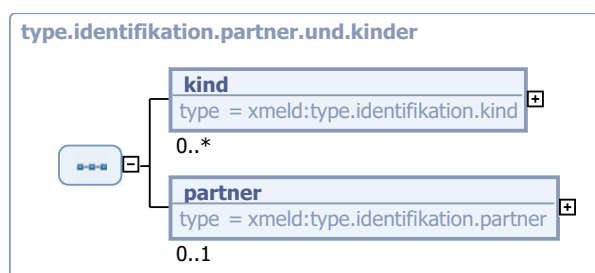 type.identifikation.partner.und.kinder
kind
type = xmeld:type.identifikation.kind
0..*
partner
type = xmeld:type.identifikation.partner
0..1